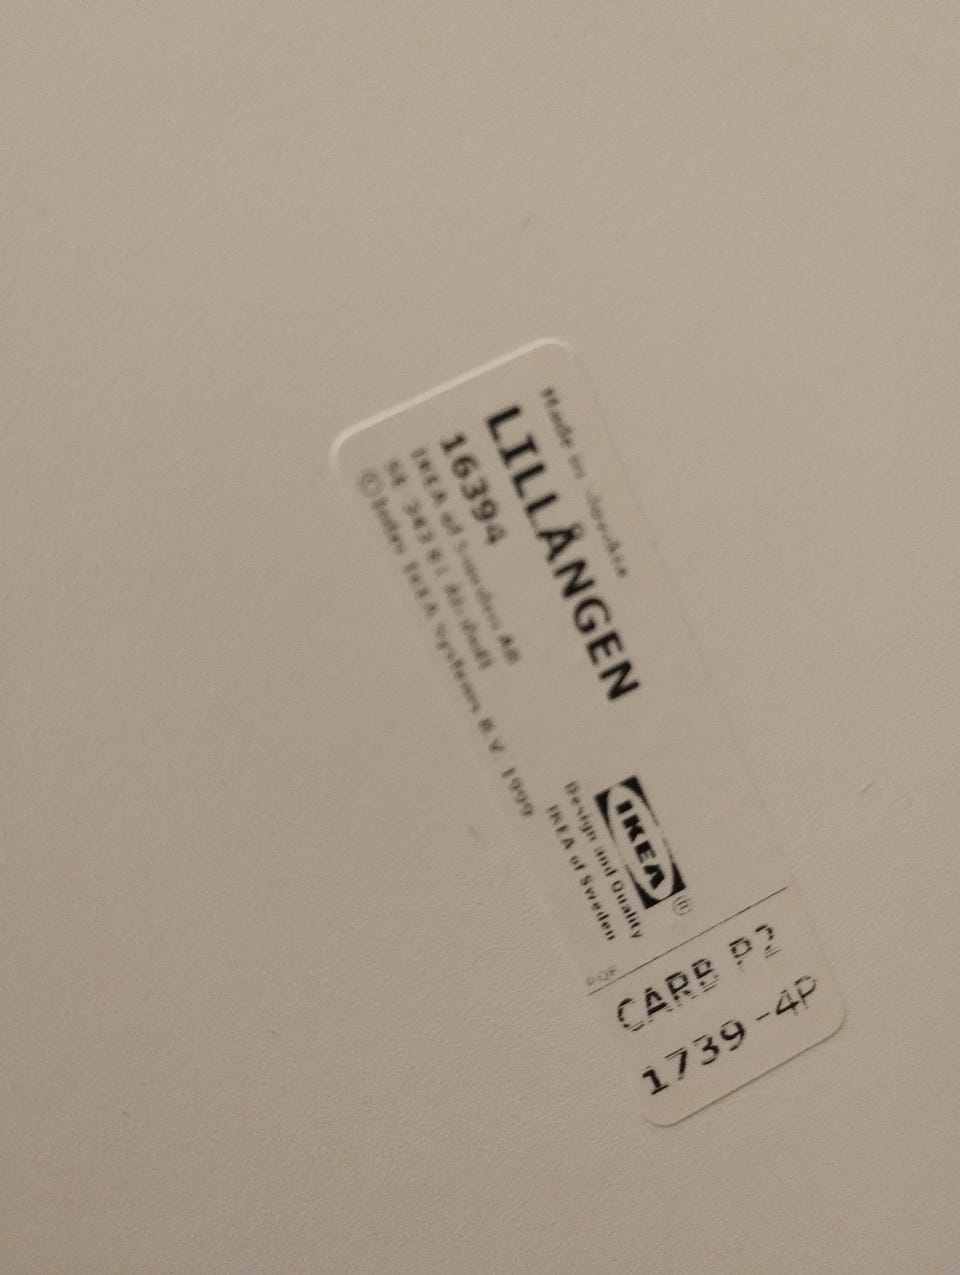 Made in
LILLÅNGEN
16394
IKEA of Sweden AB
SE 343 81 Älmhult
© Inter IKEA Systems B.V. 1999
IKEA®
Design and Quality
IKEA of Sweden
PQP
CARB P2
1739 -4P